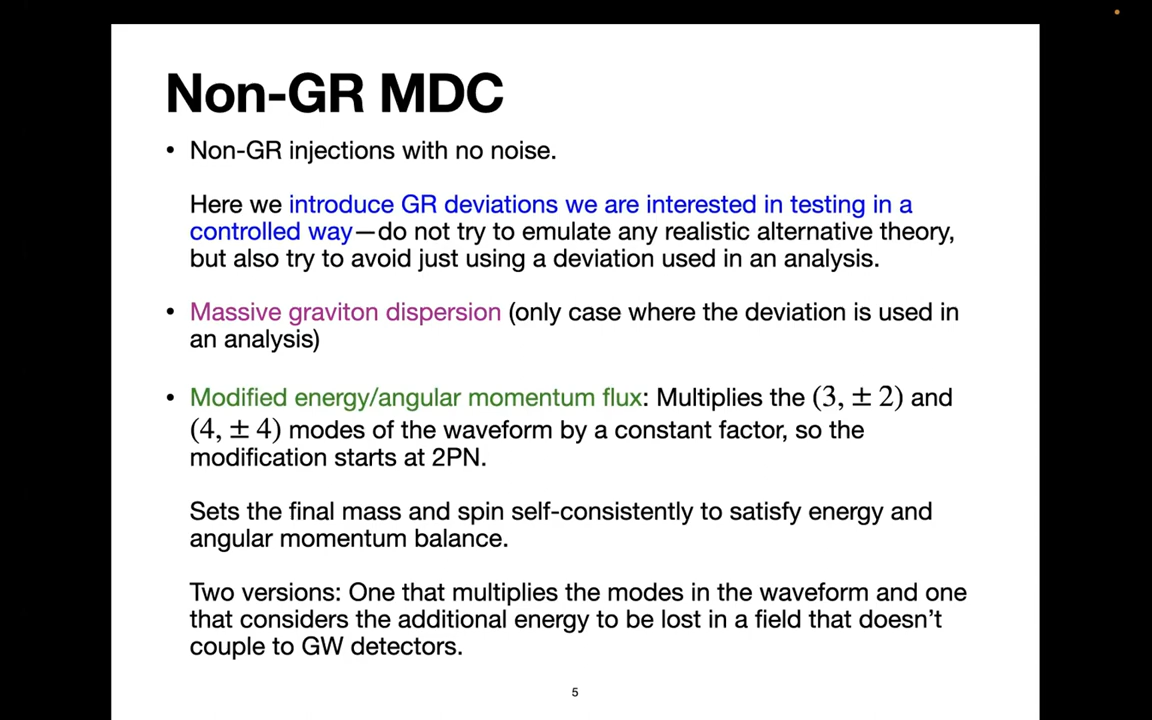 Non-GR MDC
• Non-GR injections with no noise.
Here we introduce GR deviations we are interested in testing in a
controlled way—do not try to emulate any realistic alternative theory,
but also try to avoid just using a deviation used in an analysis.
• Massive graviton dispersion (only case where the deviation is used in
an analysis)
• Modified energy/angular momentum flux: Multiplies the (3, ± 2) and
(4, ± 4) modes of the waveform by a constant factor, so the
modification starts at 2PN.
Sets the final mass and spin self-consistently to satisfy energy and
angular momentum balance.
Two versions: One that multiplies the modes in the waveform and one
that considers the additional energy to be lost in a field that doesn’t
couple to GW detectors.
5